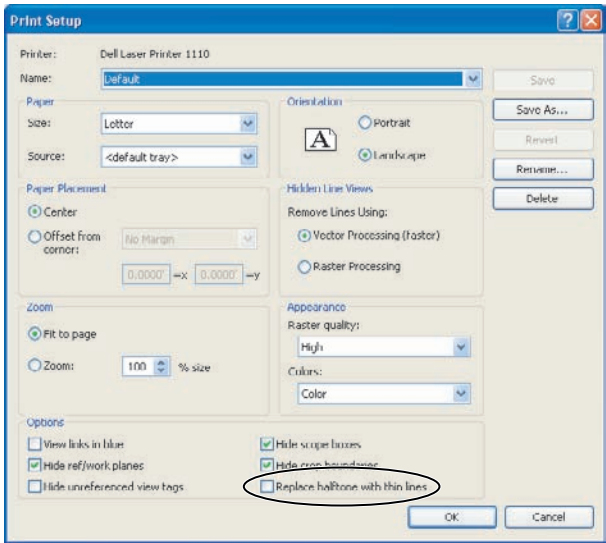 Print Setup
Printer: Dell Laser Printer 1110
Name: Default
Save
Save As...
Revert
Rename...
Delete
Paper
Size: Letter
Source: <default tray>
Orientation
A
Portrait
Landscape
Paper Placement
Center
Offset from corner:
No Margin
0.0000" =x 0.0000" =y
Hidden Line Views
Remove Lines Using:
Vector Processing (faster)
Raster Processing
Zoom
Fit to page
Zoom: 100 % size
Appearance
Raster quality:
High
Colors:
Color
Options
View links in blue
Hide ref/work planes
Hide unreferenced view tags
Hide scope boxes
Hide crop boundaries
Replace halftone with thin lines
OK
Cancel